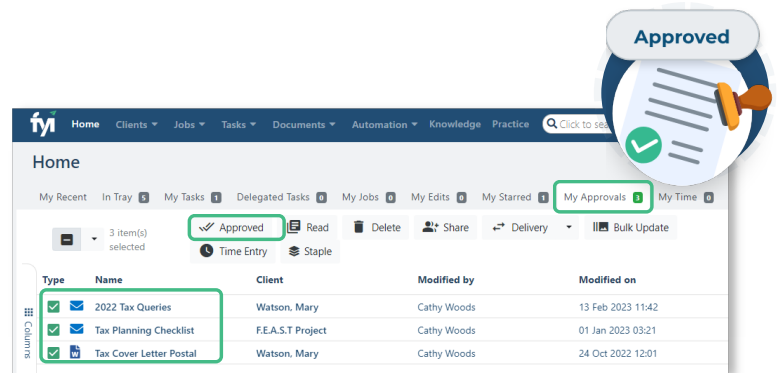 Approved
fyi Home Clients Jobs Tasks Documents Automation Knowledge Practice Click to sea
Home
My Recent In Tray 5 My Tasks 1 Delegated Tasks 0 My Jobs 0 My Edits 0 My Starred 1 My Approvals 3 My Time 0
3 item(s) selected Approved Read Delete Share Delivery Bulk Update
Time Entry Staple
Type Name Client Modified by Modified on
2022 Tax Queries Watson, Mary Cathy Woods 13 Feb 2023 11:42
Tax Planning Checklist F.E.A.S.T Project Cathy Woods 01 Jan 2023 03:21
Tax Cover Letter Postal Watson, Mary Cathy Woods 24 Oct 2022 12:01
Columns